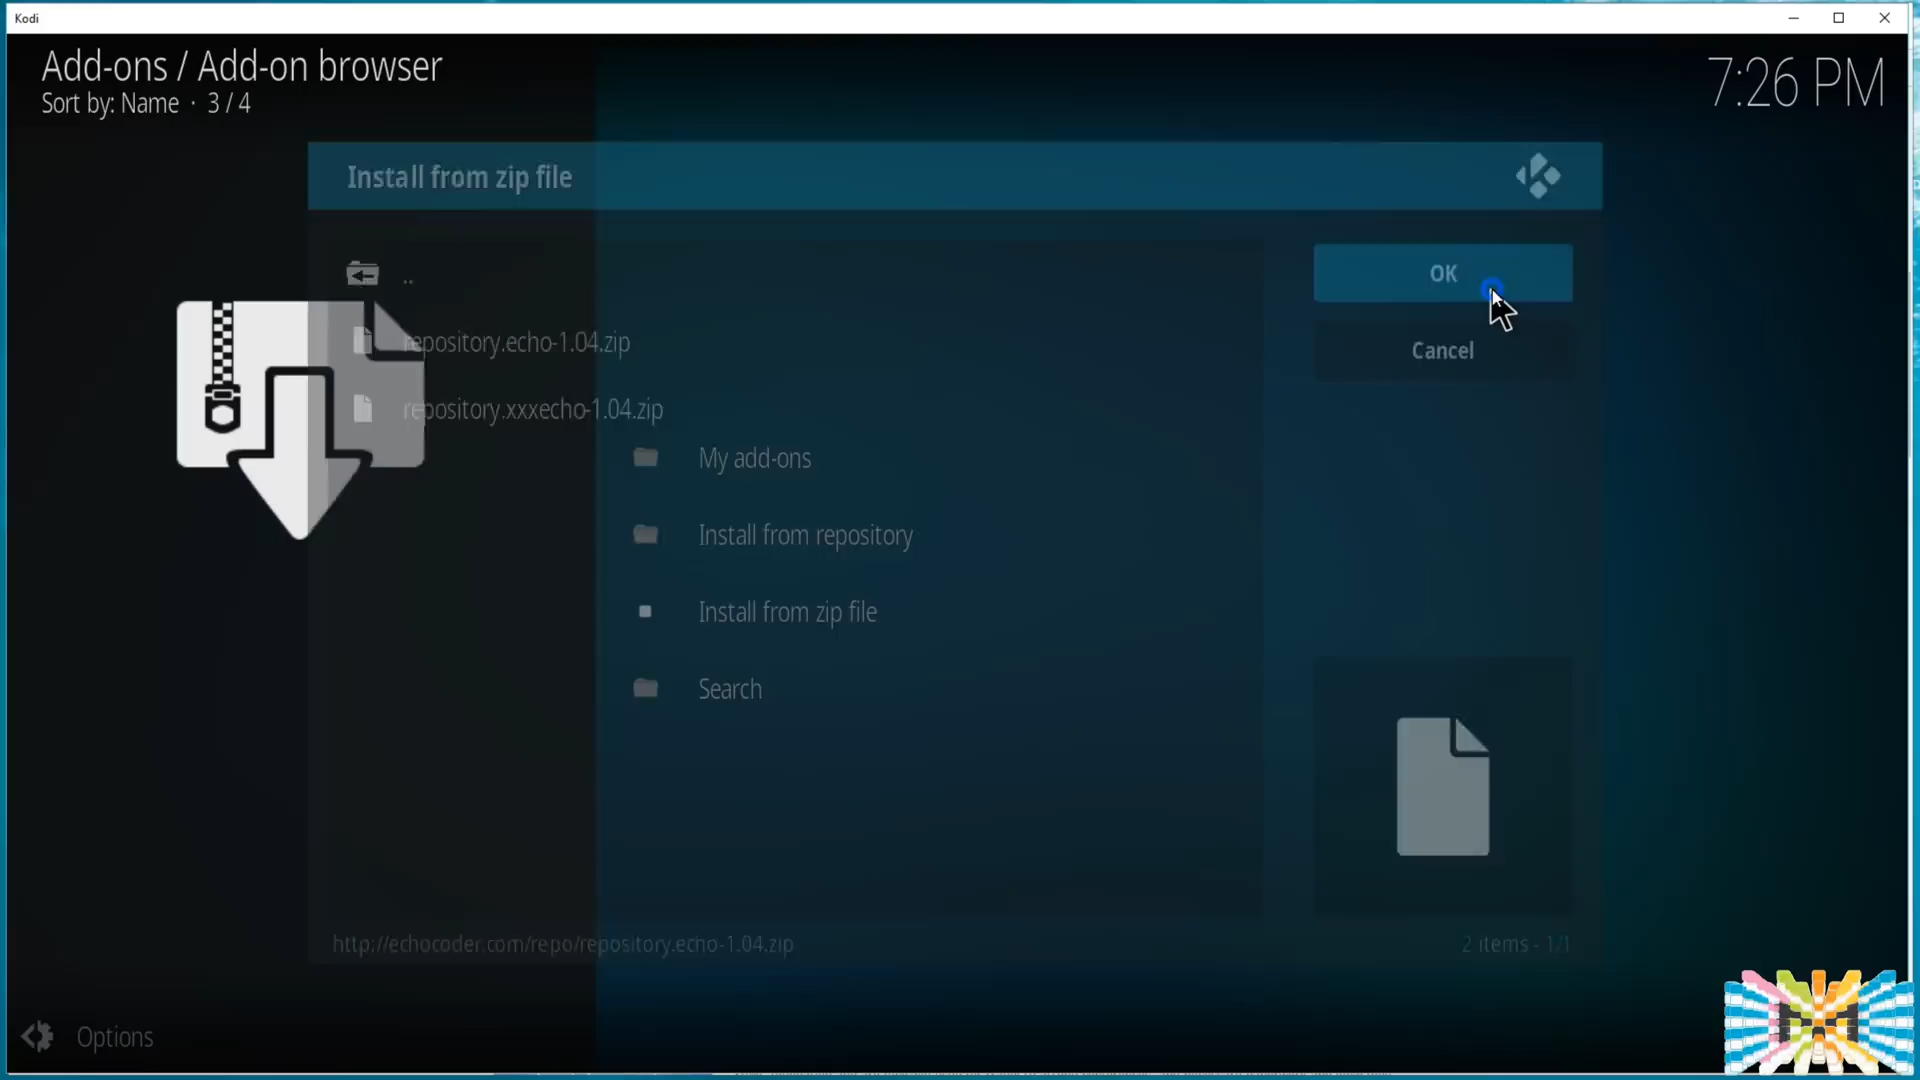 Kodi
Add-ons / Add-on browser
Sort by: Name · 3 / 4
7:26 PM
Install from zip file
..
OK
repository.echo-1.04.zip
Cancel
repository.xxxecho-1.04.zip
My add-ons
Install from repository
Install from zip file
Search
http://echocoder.com/repo/repository.echo-1.04.zip
2 items - 1/1
Options